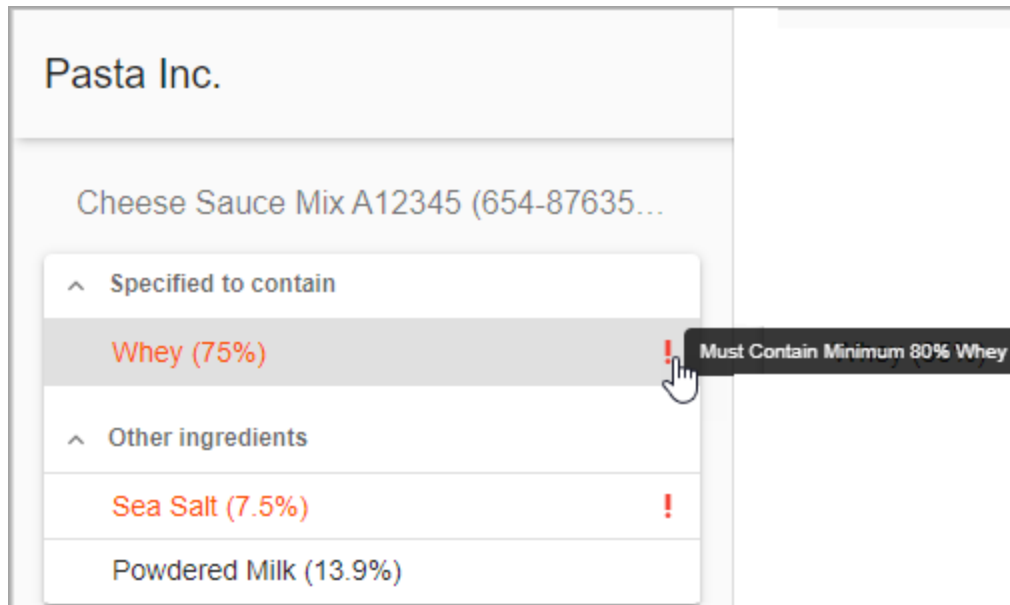 Pasta Inc.
Cheese Sauce Mix A12345 (654-87635...
Specified to contain
Whey (75%)
!
Must Contain Minimum 80% Whey
Other ingredients
Sea Salt (7.5%)
!
Powdered Milk (13.9%)